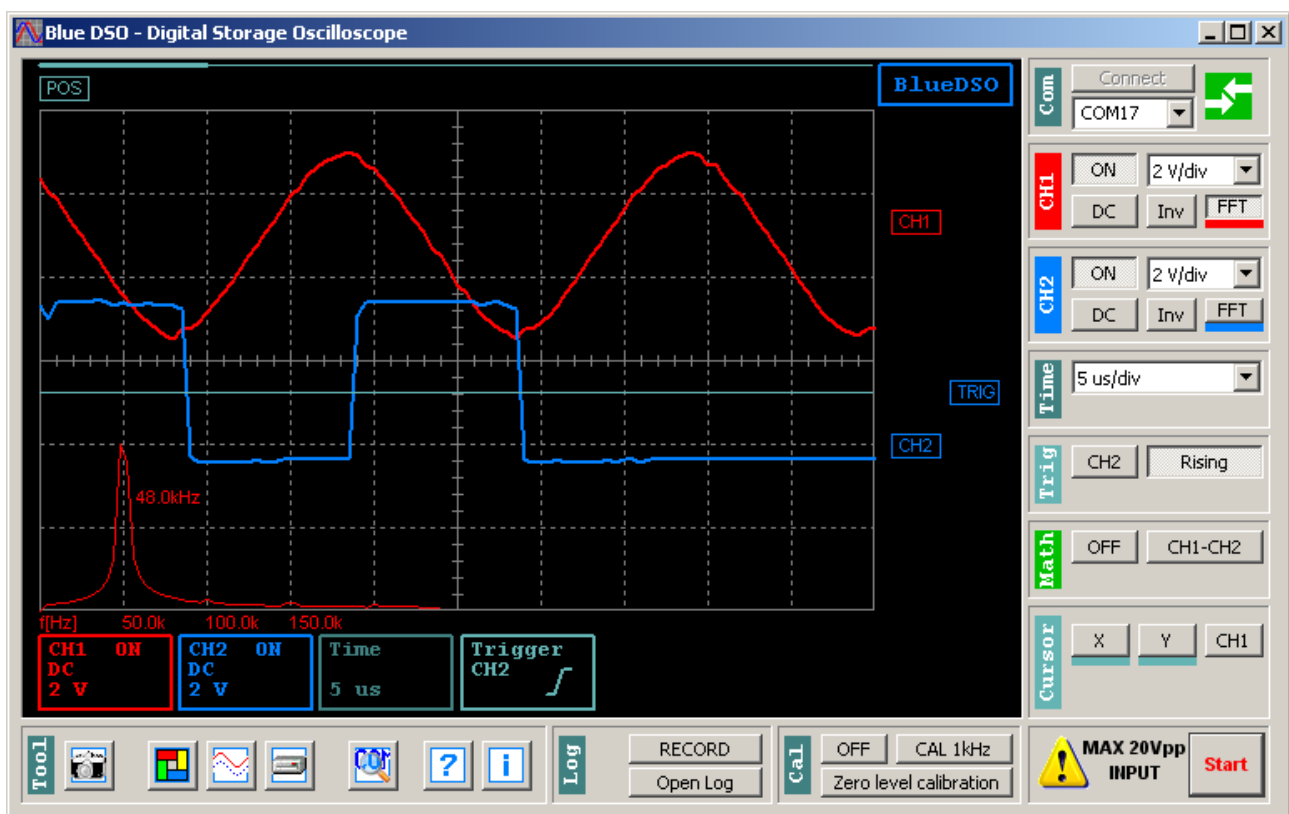 Blue DSO - Digital Storage Oscilloscope
POS
BlueDSO
CH1
TRIG
CH2
48.0kHz
f[Hz] 50.0k 100.0k 150.0k
CH1 ON
DC
2 V
CH2 ON
DC
2 V
Time
5 us
Trigger
CH2
Com
Connect
COM17
CH1
ON 2 V/div
DC Inv FFT
CH2
ON 2 V/div
DC Inv FFT
Time
5 us/div
Trig
CH2 Rising
Math
OFF CH1-CH2
Cursor
X Y CH1
Tool
COM
?
i
Log
RECORD
Open Log
Cal
OFF CAL 1kHz
Zero level calibration
!
MAX 20Vpp
INPUT
Start